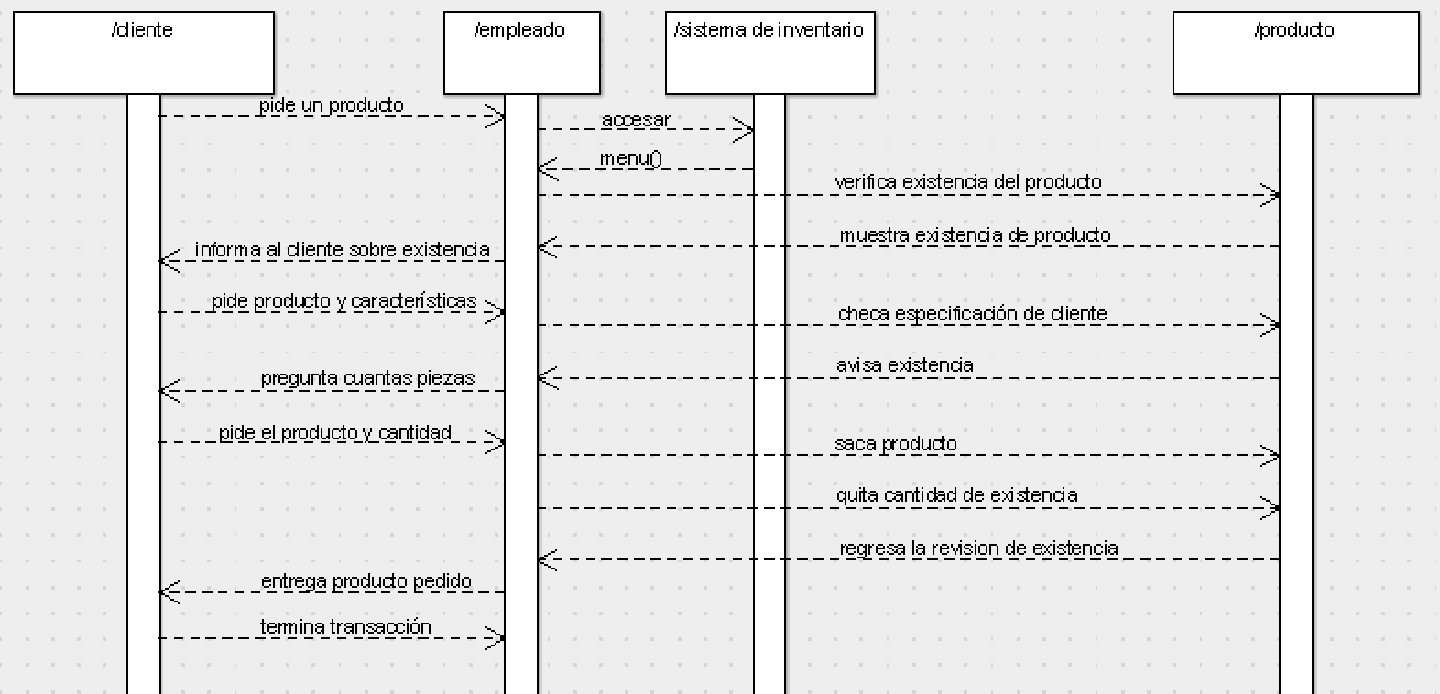 /cliente
/empleado
/sistema de inventario
/producto
pide un producto
accesar
menu()
verifica existencia del producto
muestra existencia de producto
informa al cliente sobre existencia
pide producto y características
checa especificación de cliente
avisa existencia
pregunta cuantas piezas
pide el producto y cantidad
saca producto
quita cantidad de existencia
regresa la revision de existencia
entrega producto pedido
termina transacción